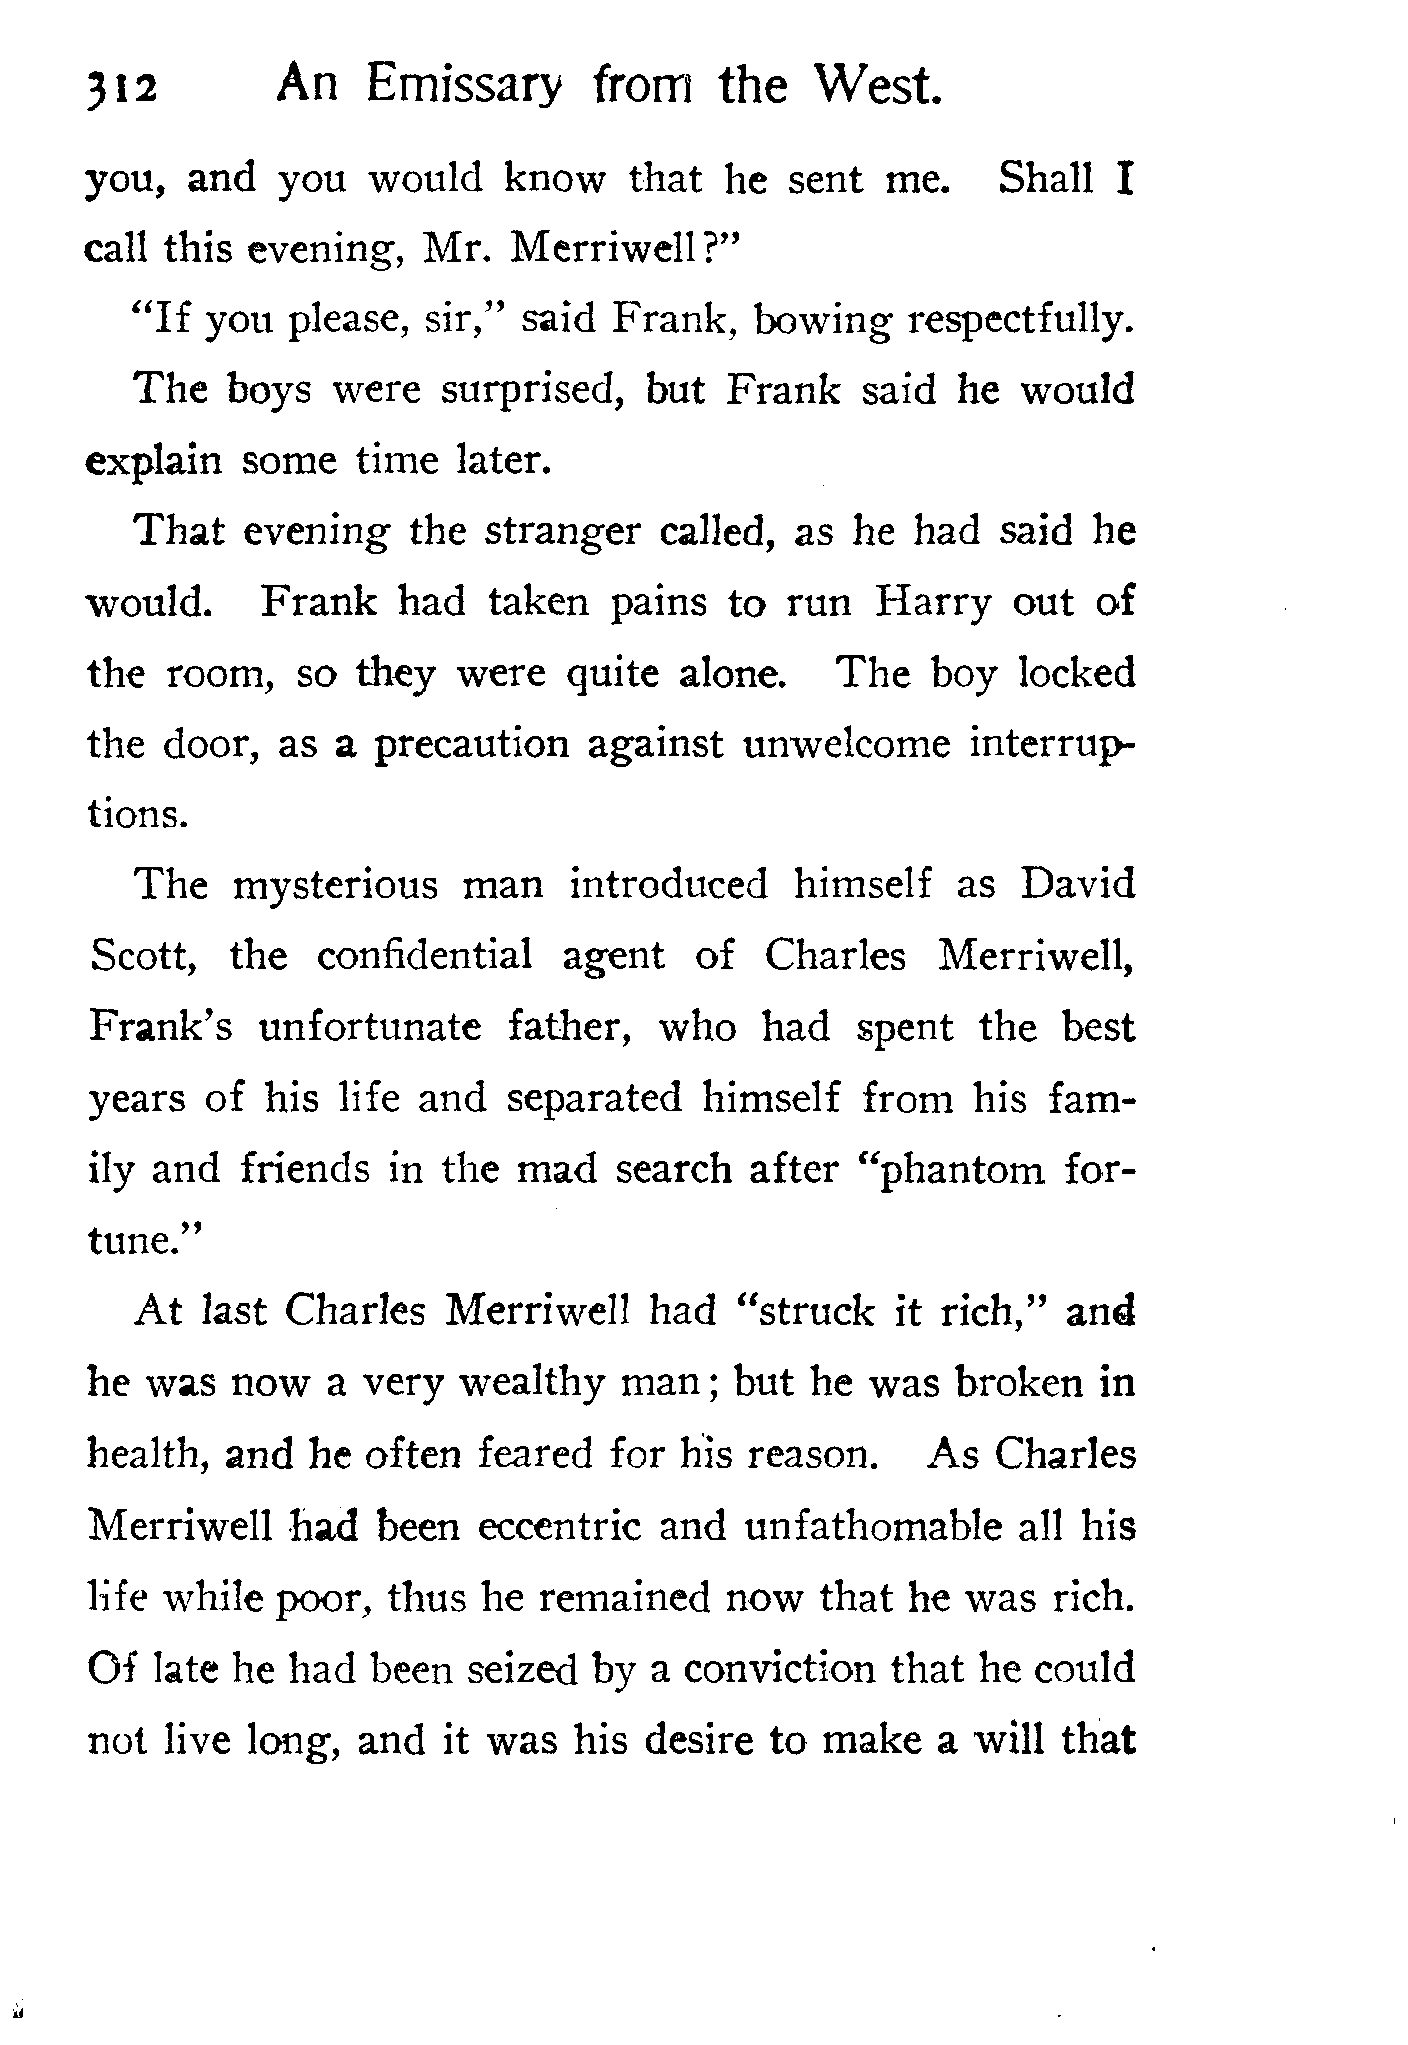 312 An Emissary from the West.
you, and you would know that he sent me. Shall I
call this evening, Mr. Merriwell?”
“If you please, sir,” said Frank, bowing respectfully.
The boys were surprised, but Frank said he would
explain some time later.
That evening the stranger called, as he had said he
would. Frank had taken pains to run Harry out of
the room, so they were quite alone. The boy locked
the door, as a precaution against unwelcome interrup-
tions.
The mysterious man introduced himself as David
Scott, the confidential agent of Charles Merriwell,
Frank’s unfortunate father, who had spent the best
years of his life and separated himself from his fam-
ily and friends in the mad search after “phantom for-
tune.”
At last Charles Merriwell had “struck it rich,” and
he was now a very wealthy man; but he was broken in
health, and he often feared for his reason. As Charles
Merriwell had been eccentric and unfathomable all his
life while poor, thus he remained now that he was rich.
Of late he had been seized by a conviction that he could
not live long, and it was his desire to make a will that